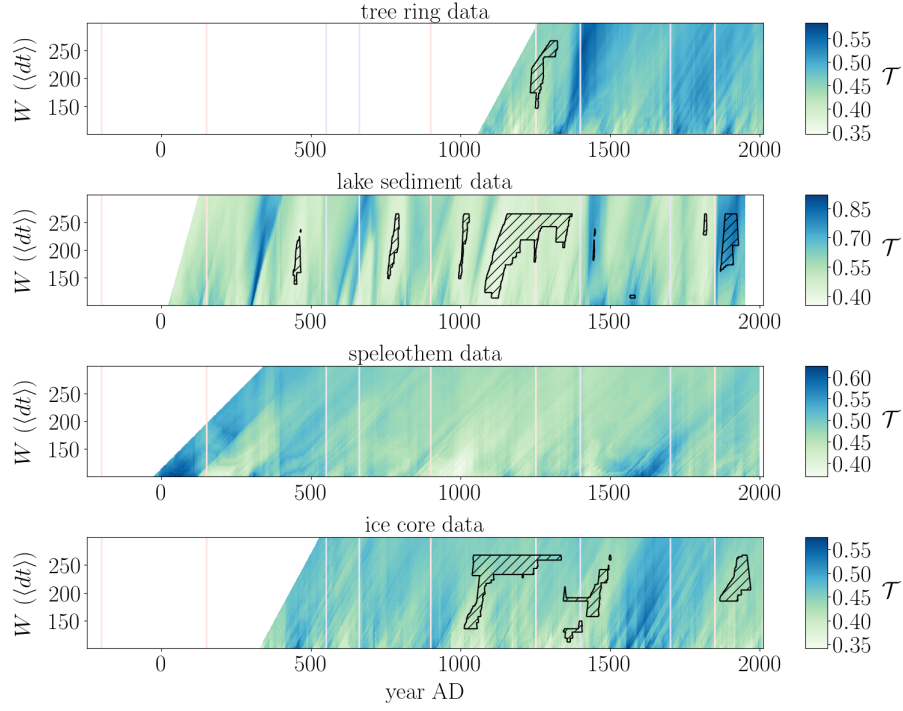 tree ring data
W (⟨dt⟩)
250
200
150
0 500 1000 1500 2000
0.55
0.50
0.45
0.40
0.35
𝒯
lake sediment data
W (⟨dt⟩)
250
200
150
0 500 1000 1500 2000
0.85
0.70
0.55
0.40
𝒯
speleothem data
W (⟨dt⟩)
250
200
150
0 500 1000 1500 2000
0.60
0.55
0.50
0.45
0.40
𝒯
ice core data
W (⟨dt⟩)
250
200
150
100
0 500 1000 1500 2000
0.55
0.50
0.45
0.40
0.35
𝒯
year AD